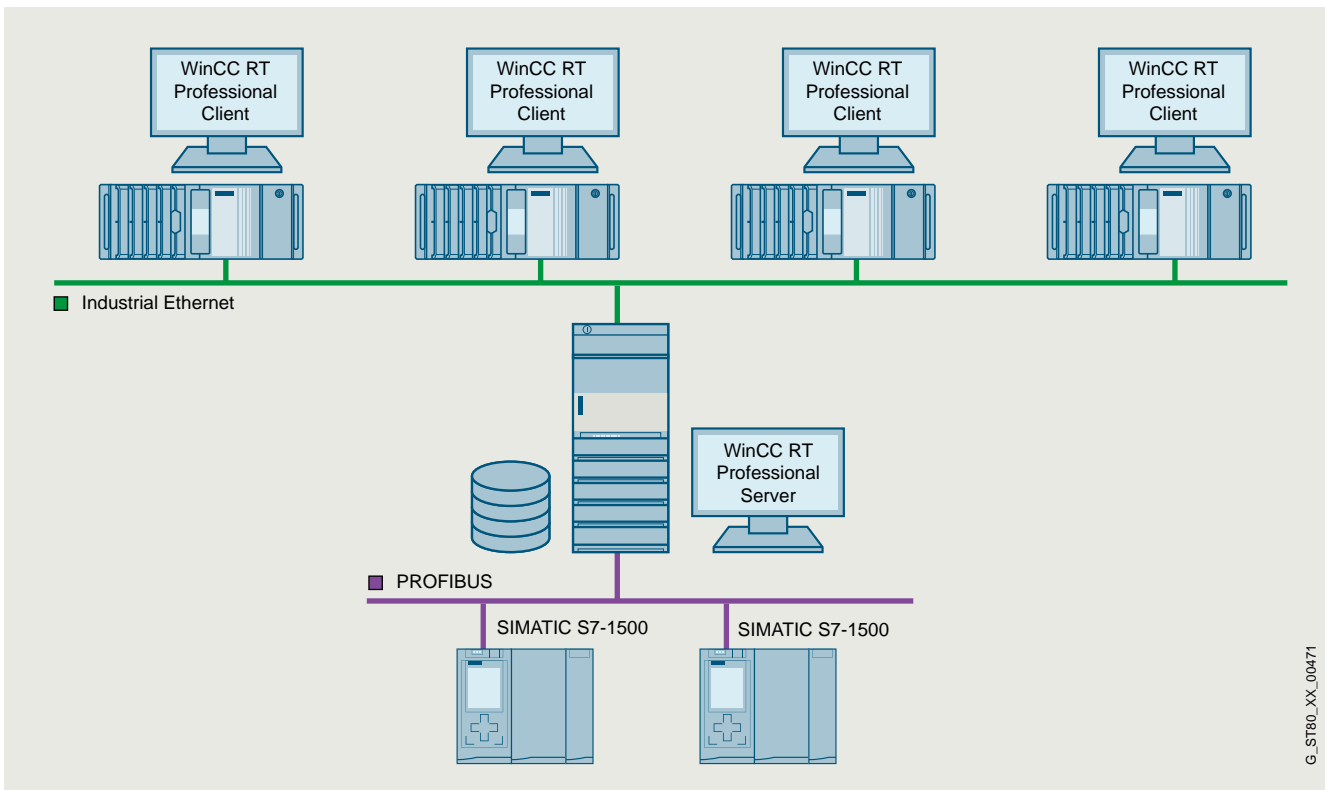 WinCC RT
Professional
Client
WinCC RT
Professional
Client
WinCC RT
Professional
Client
WinCC RT
Professional
Client
Industrial Ethernet
WinCC RT
Professional
Server
PROFIBUS
SIMATIC S7-1500
SIMATIC S7-1500
G_ST80_XX_00471